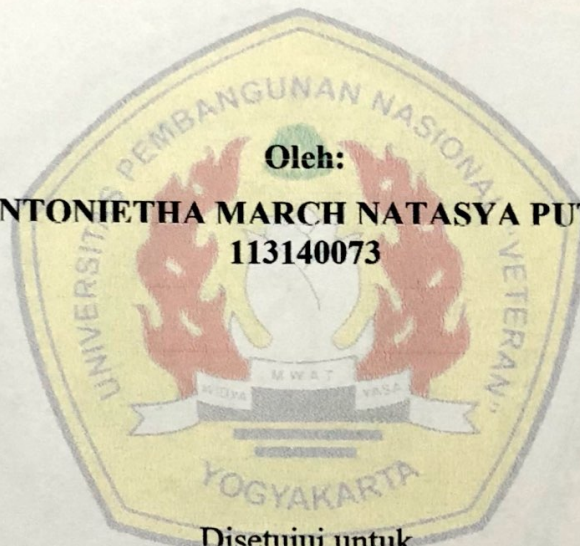 UNIVERSITAS PEMBANGUNAN NASIONAL "VETERAN"
Oleh:
NTONIETHA MARCH NATASYA PUT
113140073
WIDYA MWAT YASA
YOGYAKARTA
Disetujui untuk